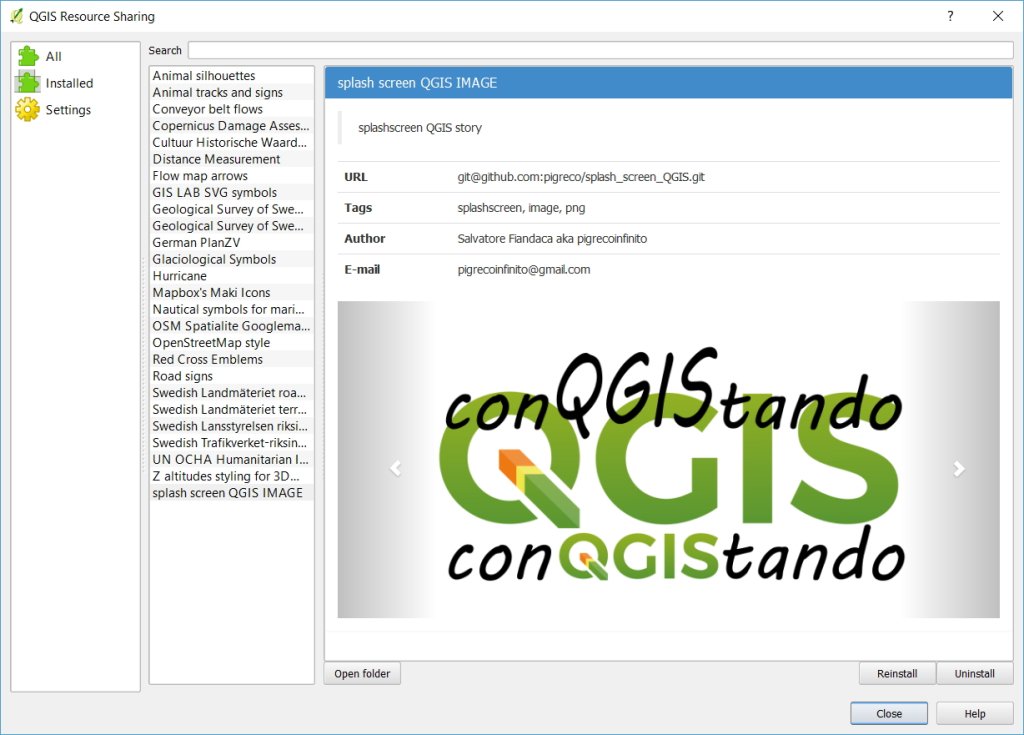 QGIS Resource Sharing
?
All
Installed
Settings
Search
Animal silhouettes
Animal tracks and signs
Conveyor belt flows
Copernicus Damage Asses...
Cultuur Historische Waard...
Distance Measurement
Flow map arrows
GIS LAB SVG symbols
Geological Survey of Swe...
Geological Survey of Swe...
German PlanZV
Glaciological Symbols
Hurricane
Mapbox's Maki Icons
Nautical symbols for mari...
OSM Spatialite Googlema...
OpenStreetMap style
Red Cross Emblems
Road signs
Swedish Landmäteriet roa...
Swedish Landmäteriet terr...
Swedish Lansstyrelsen riksi...
Swedish Trafikverket-riksin...
UN OCHA Humanitarian I...
Z altitudes styling for 3D...
splash screen QGIS IMAGE
splash screen QGIS IMAGE
splashscreen QGIS story
URL git@github.com:pigreco/splash_screen_QGIS.git
Tags splashscreen, image, png
Author Salvatore Fiandaca aka pigrecoinfinito
E-mail pigrecoinfinito@gmail.com
conQGIStando
QGIS
conQGIStando
Open folder Reinstall Uninstall
Close Help